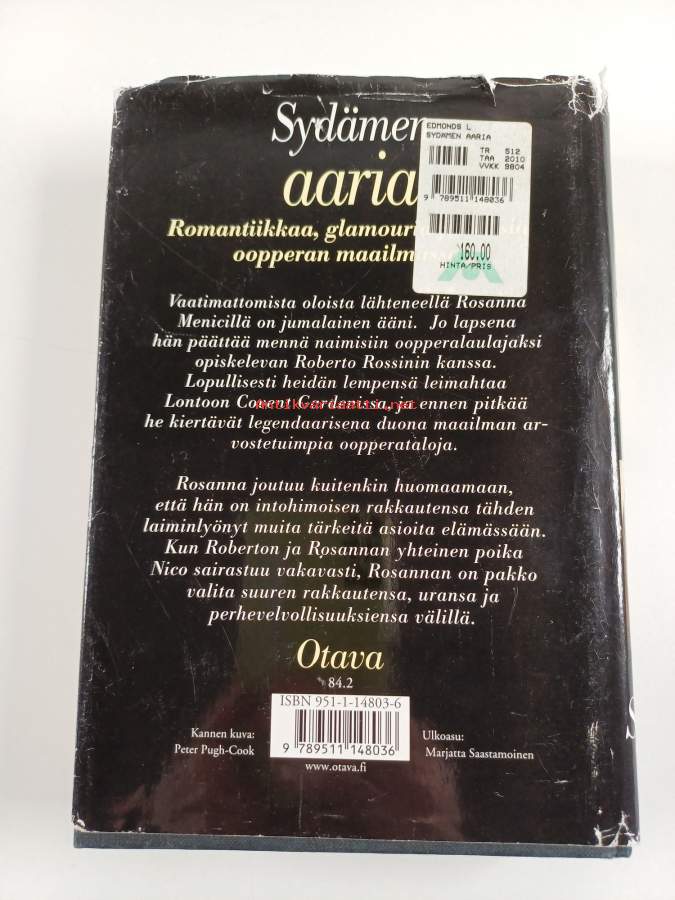 Sydämen
aaria
Romantiikkaa, glamouria
oopperan maailmassa
EDMONDS L
SYDÄMEN AARIA
TR 512
TAA 2010
VVKK 9804
9 789511 148036
160,00
HINTA/PRIS
Vaatimattomista oloista lähteneellä Rosanna
Menicillä on jumalainen ääni. Jo lapsena
hän päättää mennä naimisiin oopperalaulajaksi
opiskelevan Roberto Rossinin kanssa.
Lopullisesti heidän lempensä leimahtaa
Lontoon Covent Gardenissa, ja ennen pitkää
Antikvariaatti.net
he kiertävät legendaarisena duona maailman ar-
vostetuimpia oopperataloja.
Rosanna joutuu kuitenkin huomaamaan,
että hän on intohimoisen rakkautensa tähden
laiminlyönyt muita tärkeitä asioita elämässään.
Kun Roberton ja Rosannan yhteinen poika
Nico sairastuu vakavasti, Rosannan on pakko
valita suuren rakkautensa, uransa ja
perhevelvollisuuksiensa välillä.
Otava
84.2
ISBN 951-1-14803-6
Kannen kuva:
Peter Pugh-Cook
9 789511 148036
Ulkoasu:
Marjatta Saastamoinen
www.otava.fi
S